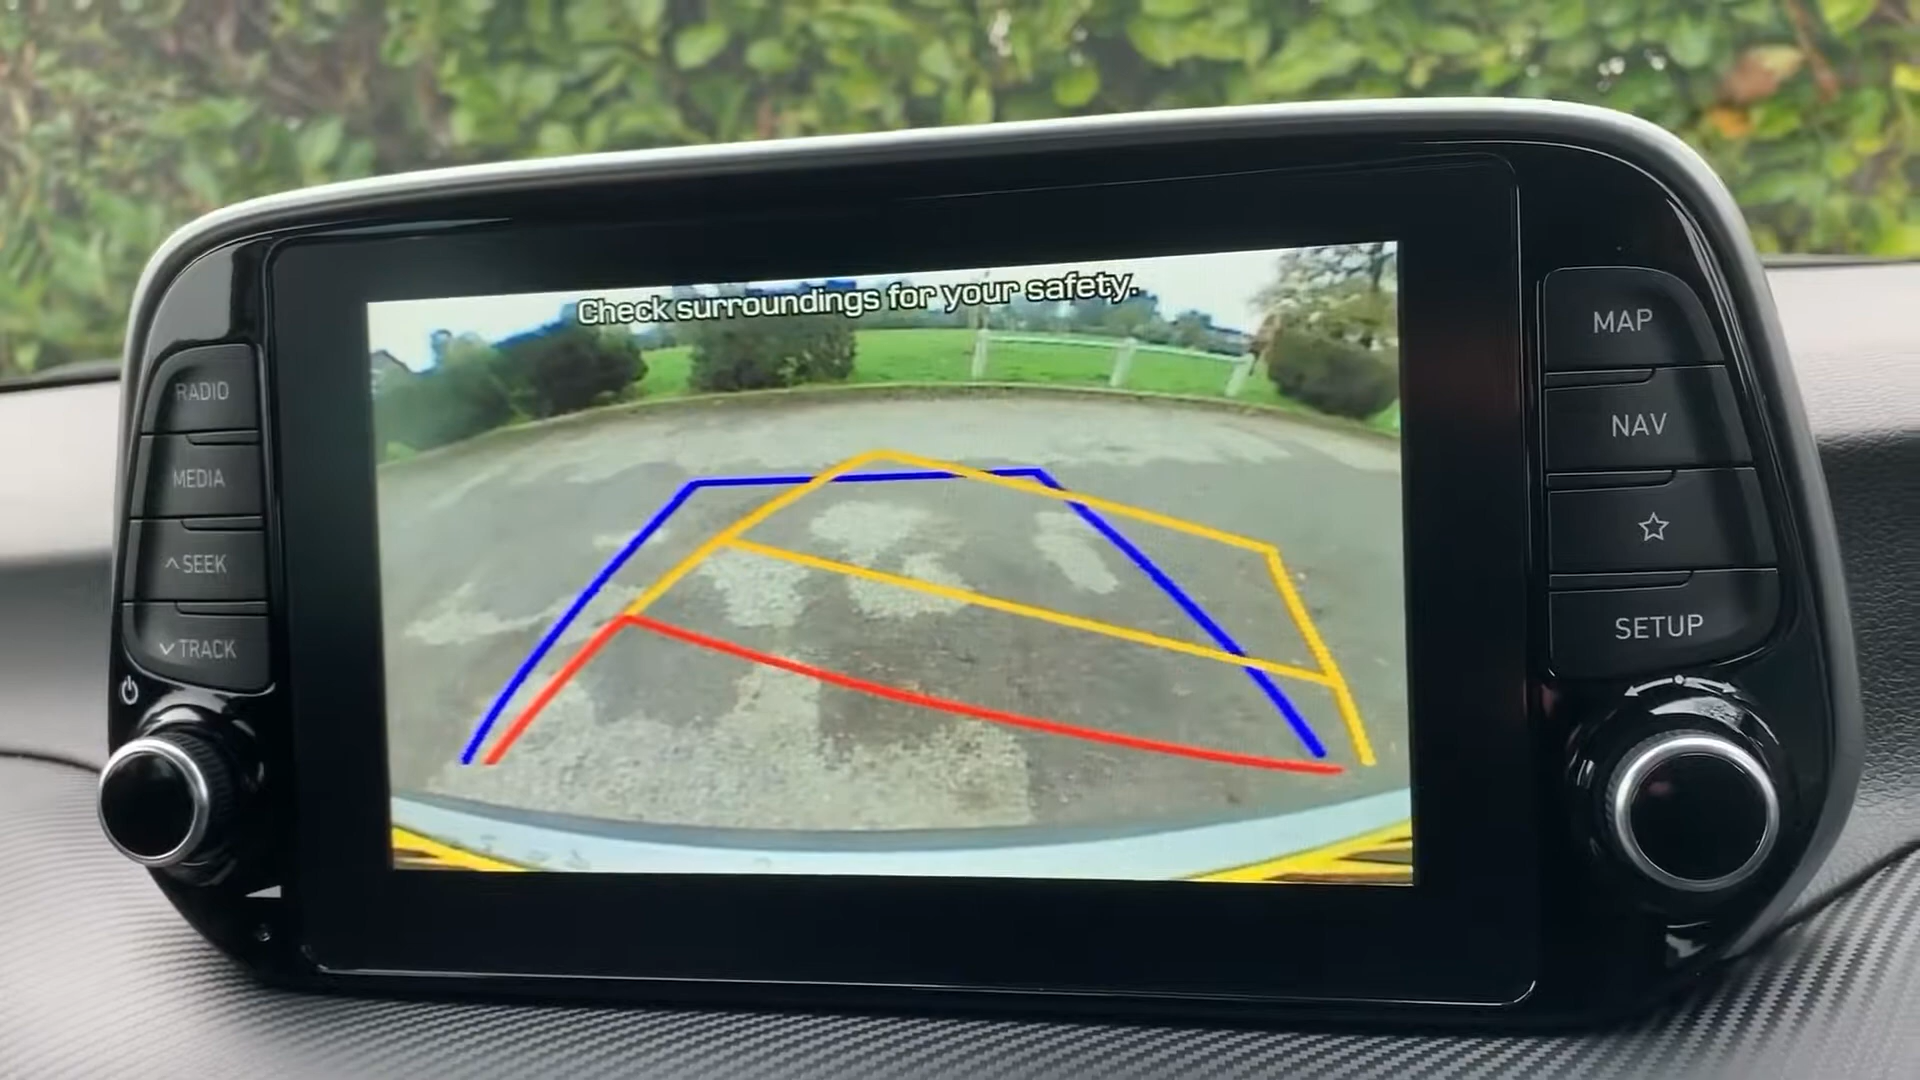 Check surroundings for your safety.
RADIO
MEDIA
SEEK
TRACK
MAP
NAV
SETUP